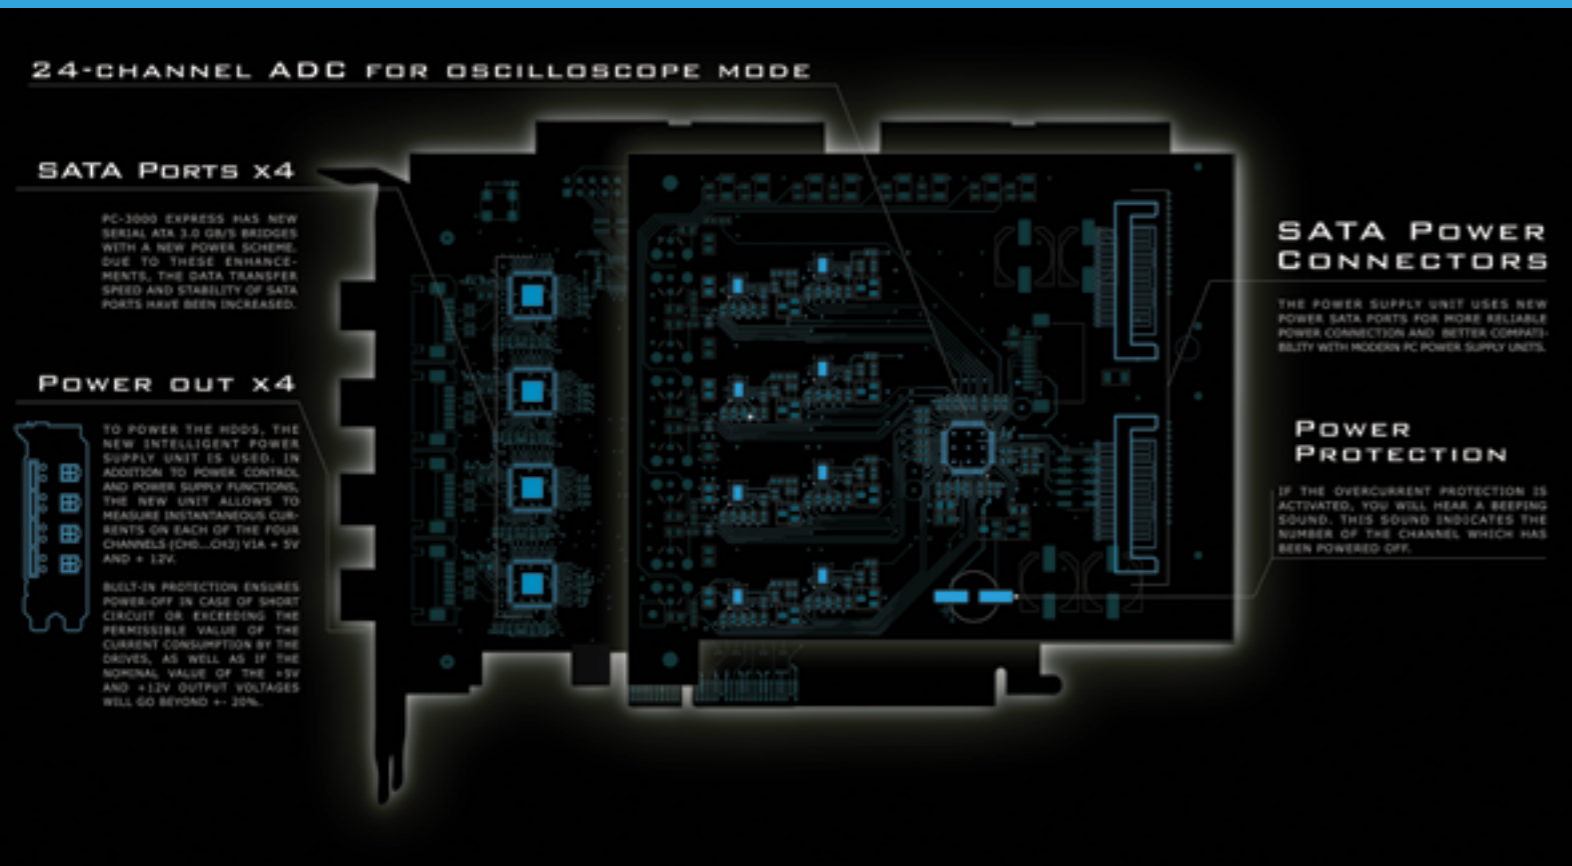 24-CHANNEL ADC FOR OSCILLOSCOPE MODE
SATA PORTS X4
PC-3000 EXPRESS HAS NEW
SERIAL ATA 3.0 GB/S BRIDGES
WITH A NEW POWER SCHEME.
DUE TO THESE ENHANCE-
MENTS, THE DATA TRANSFER
SPEED AND STABILITY OF SATA
PORTS HAVE BEEN INCREASED.
POWER OUT X4
TO POWER THE HDDS, THE
NEW INTELLIGENT POWER
SUPPLY UNIT IS USED. IN
ADDITION TO POWER CONTROL
AND POWER SUPPLY FUNCTIONS,
THE NEW UNIT ALLOWS TO
MEASURE INSTANTANEOUS CUR-
RENTS ON EACH OF THE FOUR
CHANNELS (CH0...CH3) VIA + 5V
AND + 12V.
BUILT-IN PROTECTION ENSURES
POWER-OFF IN CASE OF SHORT
CIRCUIT OR EXCEEDING THE
PERMISSIBLE VALUE OF THE
CURRENT CONSUMPTION BY THE
DRIVES, AS WELL AS IF THE
NOMINAL VALUE OF THE +5V
AND +12V OUTPUT VOLTAGES
WILL GO BEYOND +- 20%.
SATA POWER
CONNECTORS
THE POWER SUPPLY UNIT USES NEW
POWER SATA PORTS FOR MORE RELIABLE
POWER CONNECTION AND BETTER COMPATI-
BILITY WITH MODERN PC POWER SUPPLY UNITS.
POWER
PROTECTION
IF THE OVERCURRENT PROTECTION IS
ACTIVATED, YOU WILL HEAR A BEEPING
SOUND. THIS SOUND INDICATES THE
NUMBER OF THE CHANNEL WHICH HAS
BEEN POWERED OFF.